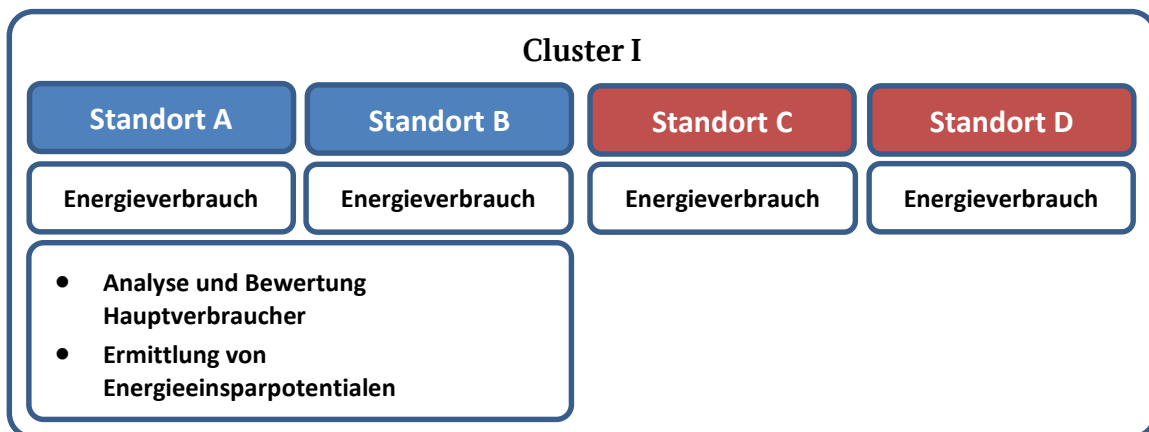 Cluster I
Standort A
Standort B
Standort C
Standort D
Energieverbrauch
Energieverbrauch
Energieverbrauch
Energieverbrauch
• Analyse und Bewertung
Hauptverbraucher
• Ermittlung von
Energieeinsparpotentialen